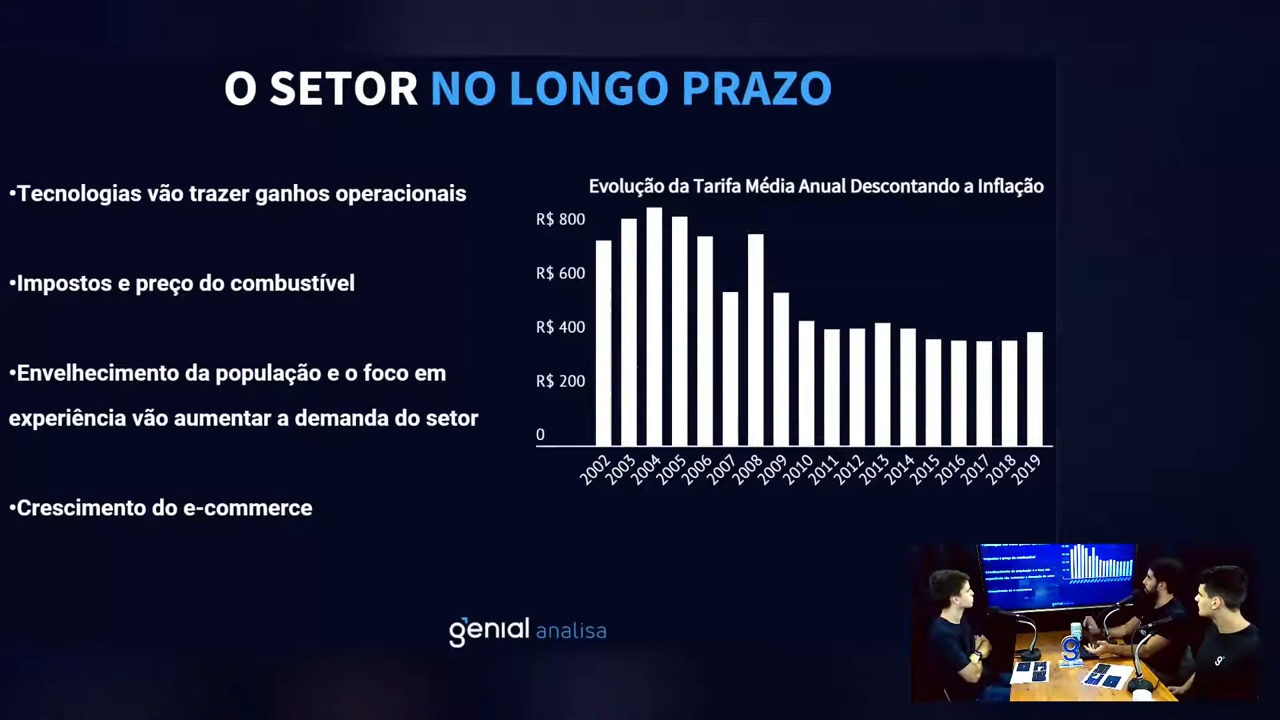 O SETOR NO LONGO PRAZO
•Tecnologias vão trazer ganhos operacionais
•Impostos e preço do combustível
•Envelhecimento da população e o foco em
experiência vão aumentar a demanda do setor
•Crescimento do e-commerce
Evolução da Tarifa Média Anual Descontando a Inflação
R$ 800
R$ 600
R$ 400
R$ 200
0
2002 2003 2004 2005 2006 2007 2008 2009 2010 2011 2012 2013 2014 2015 2016 2017 2018 2019
genial analisa